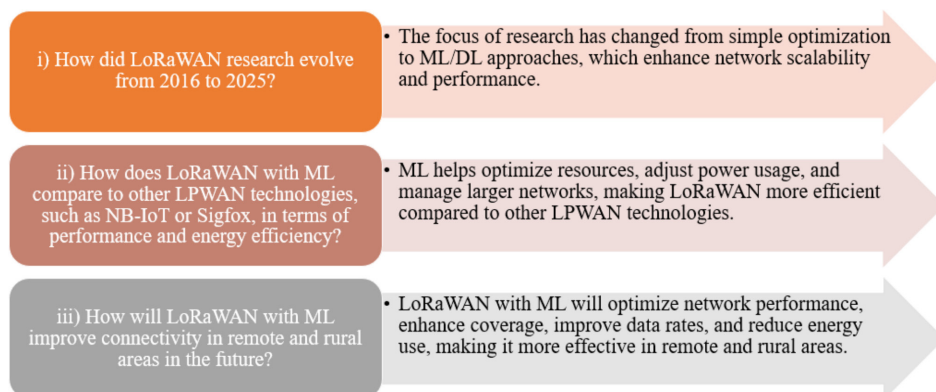 i) How did LoRaWAN research evolve
from 2016 to 2025?
• The focus of research has changed from simple optimization
to ML/DL approaches, which enhance network scalability
and performance.
ii) How does LoRaWAN with ML
compare to other LPWAN technologies,
such as NB-IoT or Sigfox, in terms of
performance and energy efficiency?
• ML helps optimize resources, adjust power usage, and
manage larger networks, making LoRaWAN more efficient
compared to other LPWAN technologies.
iii) How will LoRaWAN with ML
improve connectivity in remote and rural
areas in the future?
• LoRaWAN with ML will optimize network performance,
enhance coverage, improve data rates, and reduce energy
use, making it more effective in remote and rural areas.